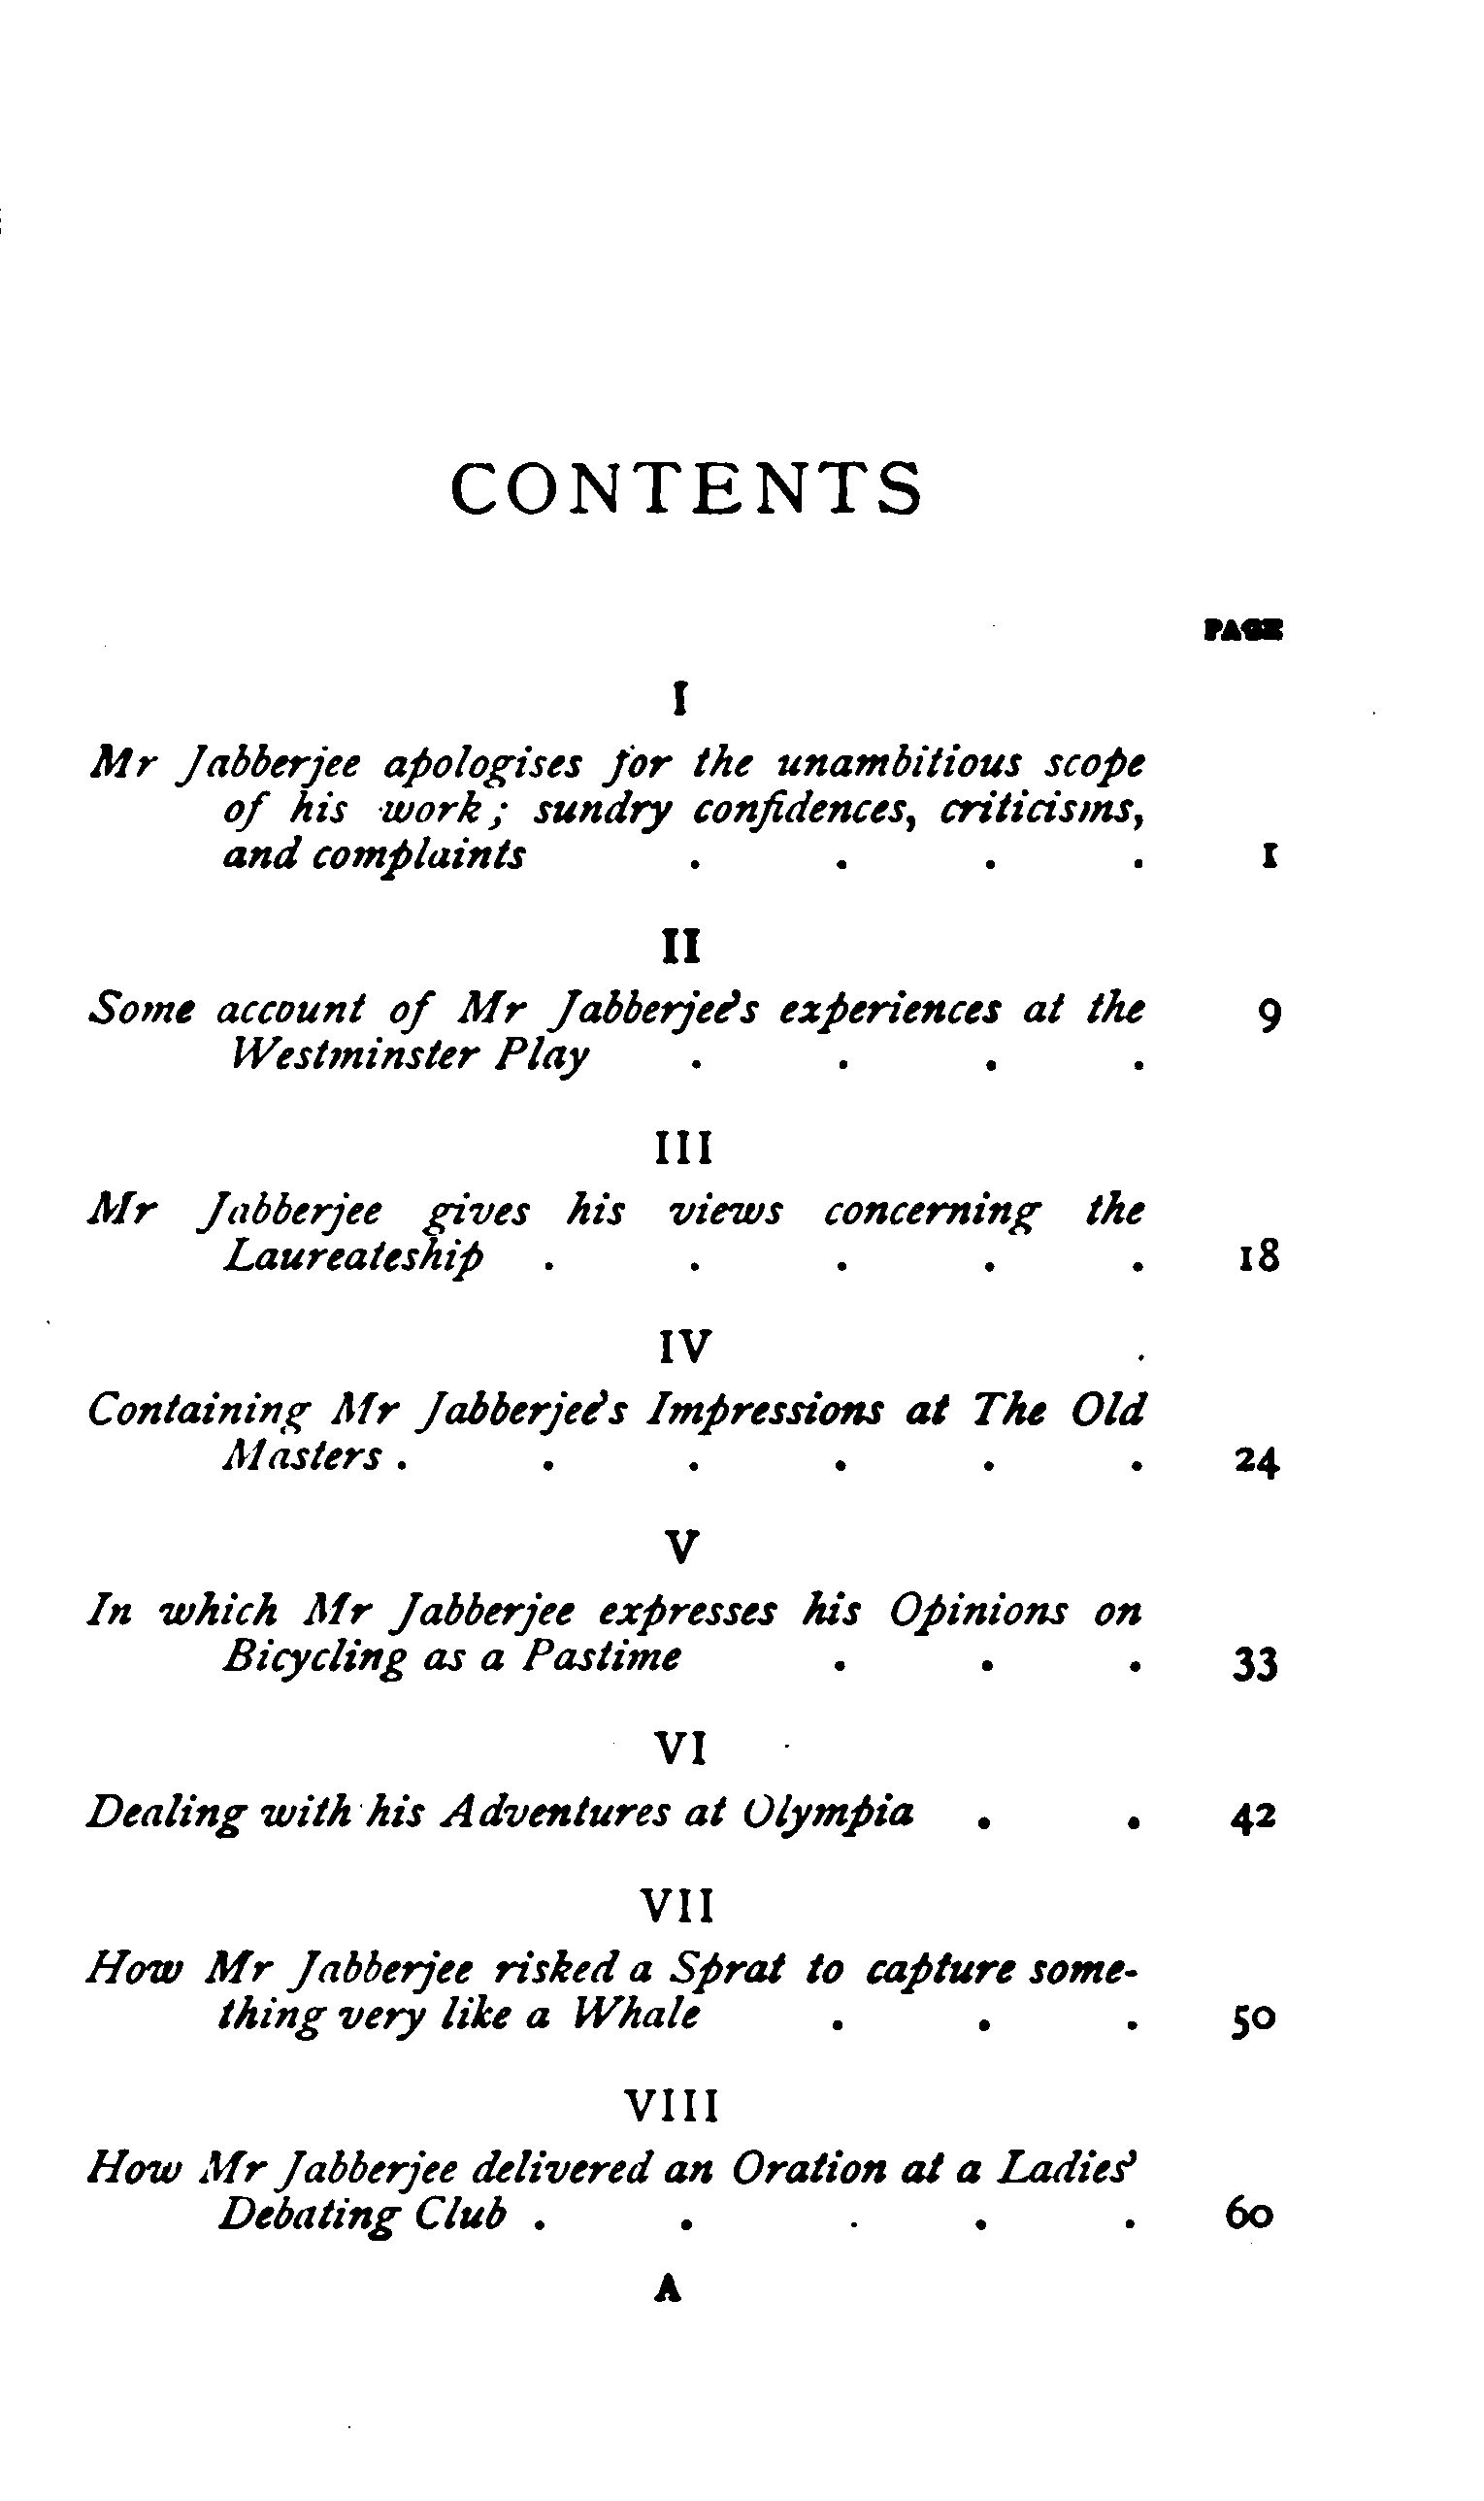 CONTENTS
PAGE
I
Mr Jabberjee apologises for the unambitious scope
of his work; sundry confidences, criticisms,
and complaints . . . . 1
II
Some account of Mr Jabberjee's experiences at the 9
Westminster Play . . . .
III
Mr Jabberjee gives his views concerning the
Laureateship . . . . . 18
IV
Containing Mr Jabberjee's Impressions at The Old
Masters . . . . . . 24
V
In which Mr Jabberjee expresses his Opinions on
Bicycling as a Pastime . . . 33
VI
Dealing with his Adventures at Olympia . . 42
VII
How Mr Jabberjee risked a Sprat to capture some-
thing very like a Whale . . . 50
VIII
How Mr Jabberjee delivered an Oration at a Ladies'
Debating Club . . . . . 60
A